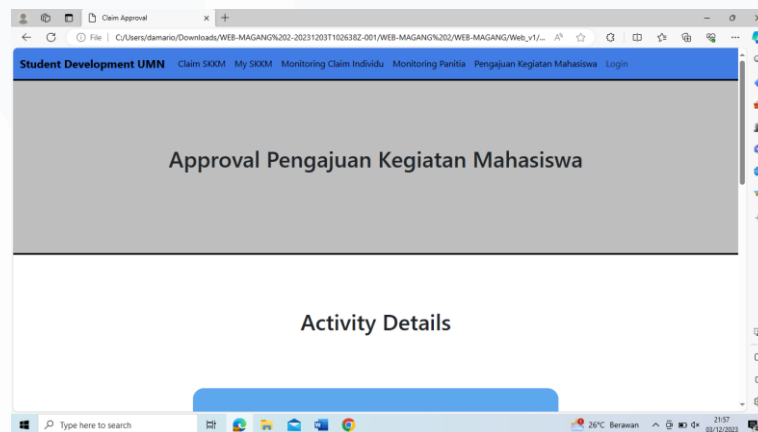 Claim Approval
File | C:/Users/damario/Downloads/WEB-MAGANG%202-20231203T102638Z-001/WEB-MAGANG%202/WEB-MAGANG/Web_v1/...
Student Development UMN Claim SKKM My SKKM Monitoring Claim Individu Monitoring Panitia Pengajuan Kegiatan Mahasiswa Login
Approval Pengajuan Kegiatan Mahasiswa
Activity Details
Type here to search
26°C Berawan
21:57
03/12/2023